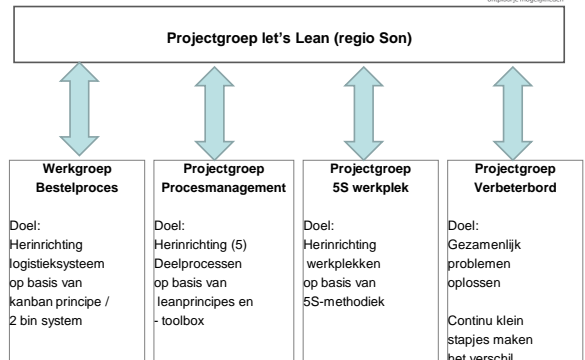 Projectgroep let's Lean (regio Son)
Werkgroep
Bestelproces
Doel:
Herinrichting
logistieksysteem
op basis van
kanban principe /
2 bin system
Projectgroep
Procesmanagement
Doel:
Herinrichting (5)
Deelprocessen
op basis van
leanprincipes en
- toolbox
Projectgroep
5S werkplek
Doel:
Herinrichting
werkplekken
op basis van
5S-methodiek
Projectgroep
Verbeterbord
Doel:
Gezamenlijk
problemen
oplossen
Continu klein
stapjes maken
het verschil